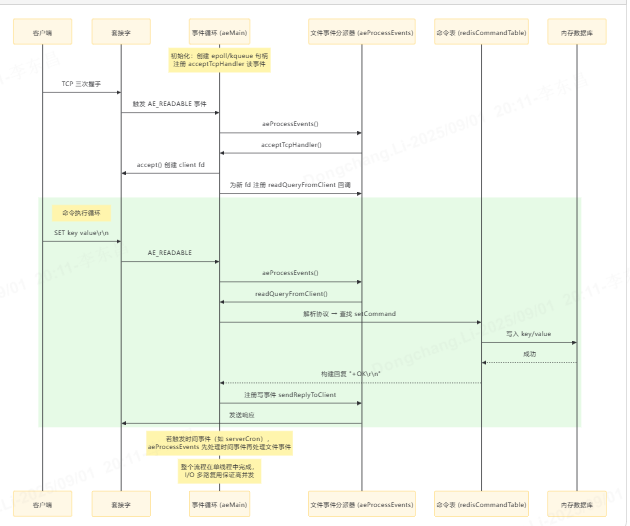 客户端
套接字
事件循环 (aeMain)
文件事件分派器 (aeProcessEvents)
命令表 (redisCommandTable)
内存数据库
初始化：创建 epoll/kqueue 句柄
注册 acceptTcpHandler 读事件
TCP 三次握手
触发 AE_READABLE 事件
aeProcessEvents()
acceptTcpHandler()
accept() 创建 client fd
为新 fd 注册 readQueryFromClient 回调
命令执行循环
SET key value\r\n
AE_READABLE
aeProcessEvents()
readQueryFromClient()
解析协议 → 查找 setCommand
写入 key/value
成功
构建回复 "+OK\r\n"
注册写事件 sendReplyToClient
发送响应
若触发时间事件（如 serverCron），
aeProcessEvents 先处理时间事件再处理文件事件
整个流程在单线程中完成，
I/O 多路复用保证高并发
客户端
套接字
事件循环 (aeMain)
文件事件分派器 (aeProcessEvents)
命令表 (redisCommandTable)
内存数据库
Dongchang.Li-2025/09/01 20:11-李东